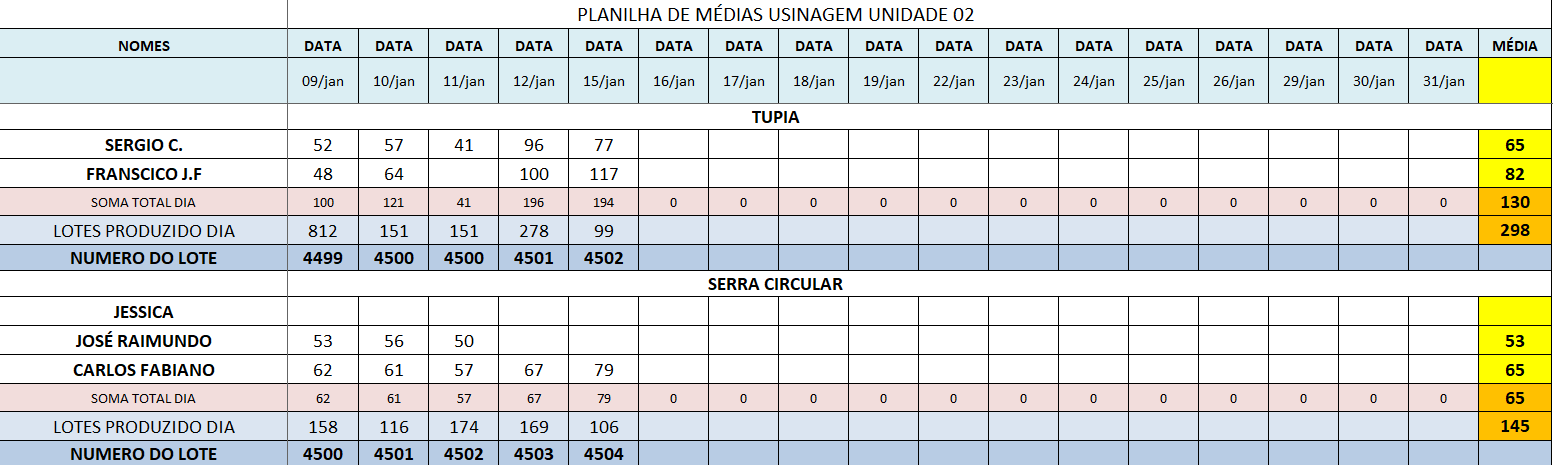 PLANILHA DE MÉDIAS USINAGEM UNIDADE 02
NOMES DATA DATA DATA DATA DATA DATA DATA DATA DATA DATA DATA DATA DATA DATA DATA DATA DATA MÉDIA
09/jan 10/jan 11/jan 12/jan 15/jan 16/jan 17/jan 18/jan 19/jan 22/jan 23/jan 24/jan 25/jan 26/jan 29/jan 30/jan 31/jan
TUPIA
SERGIO C. 52 57 41 96 77 65
FRANSCICO J.F 48 64 100 117 82
SOMA TOTAL DIA 100 121 41 196 194 0 0 0 0 0 0 0 0 0 0 0 0 130
LOTES PRODUZIDO DIA 812 151 151 278 99 298
NUMERO DO LOTE 4499 4500 4500 4501 4502
SERRA CIRCULAR
JESSICA
JOSÉ RAIMUNDO 53 56 50 53
CARLOS FABIANO 62 61 57 67 79 65
SOMA TOTAL DIA 62 61 57 67 79 0 0 0 0 0 0 0 0 0 0 0 0 65
LOTES PRODUZIDO DIA 158 116 174 169 106 145
NUMERO DO LOTE 4500 4501 4502 4503 4504